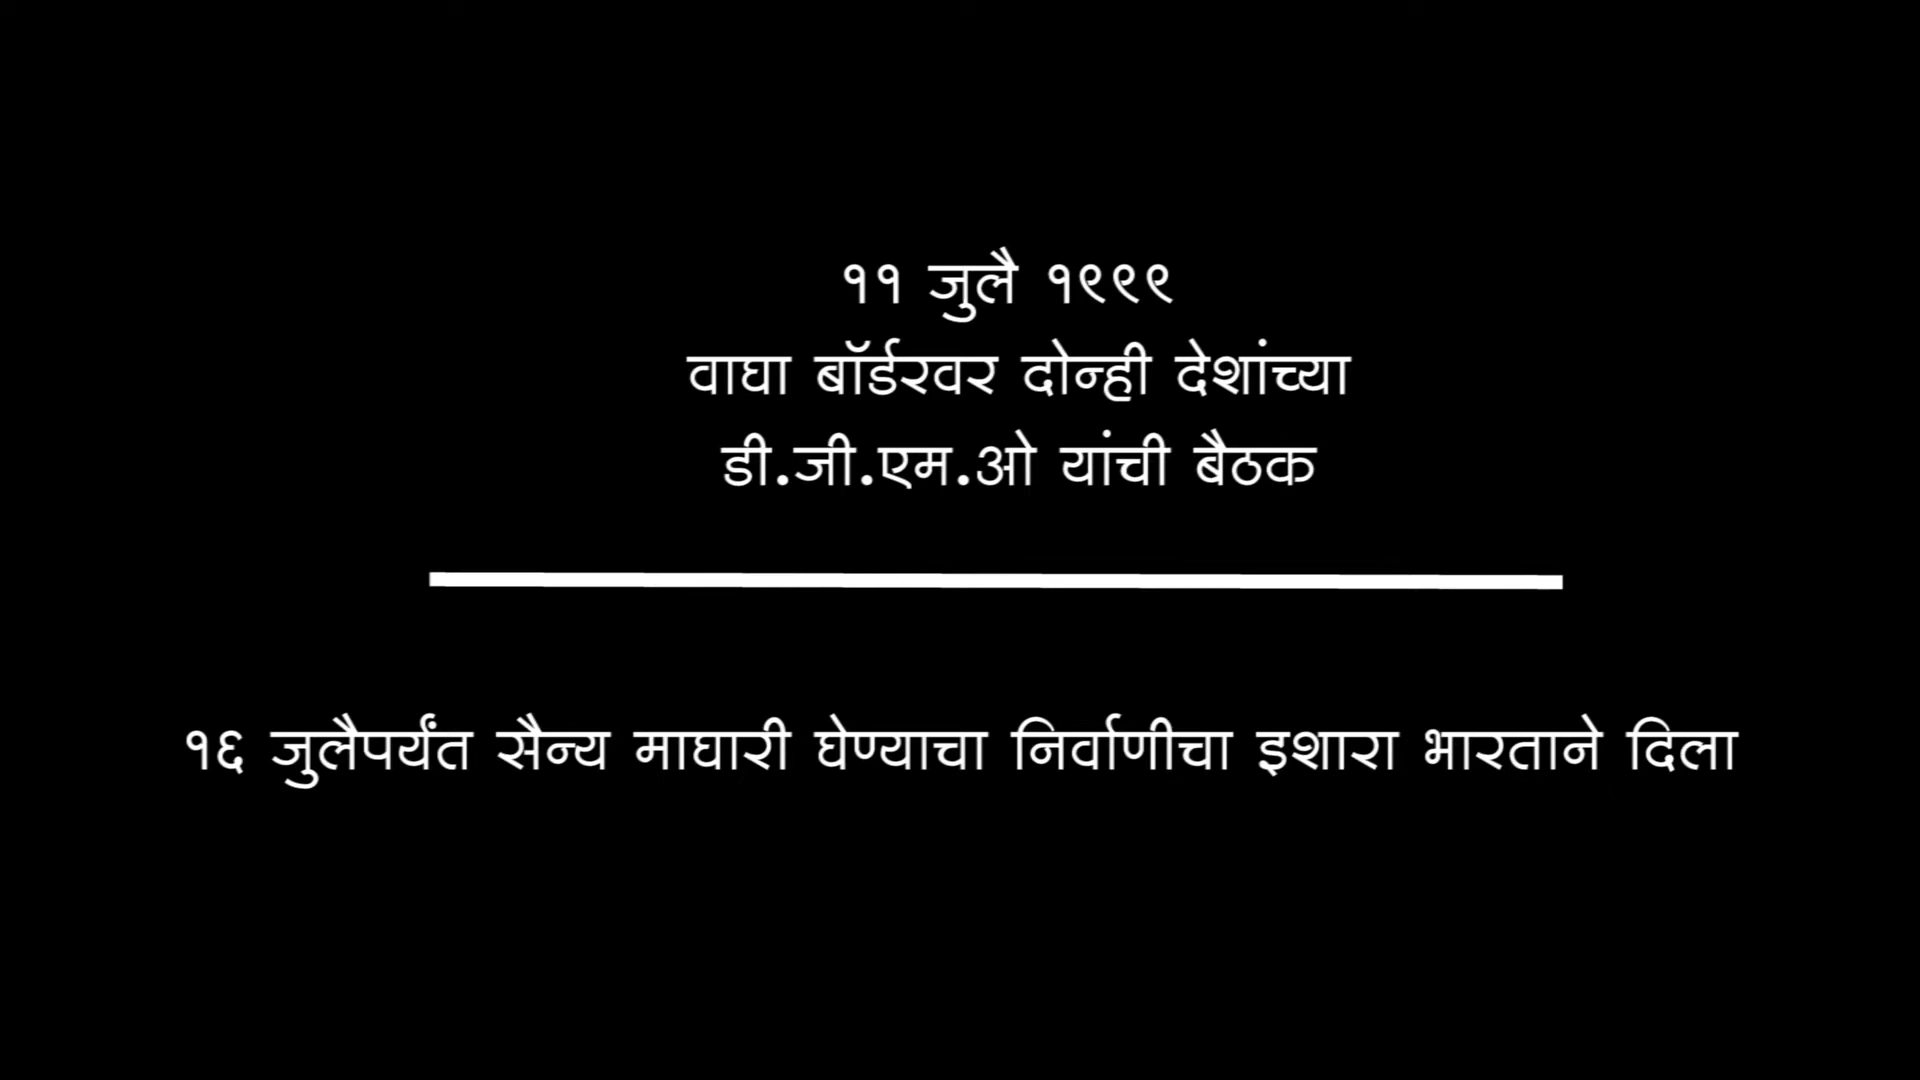 ११ जुलै १९९९
वाघा बॉर्डरवर दोन्ही देशांच्या
डी.जी.एम.ओ यांची बैठक
१६ जुलैपर्यंत सैन्य माघारी घेण्याचा निर्वाणीचा इशारा भारताने दिला